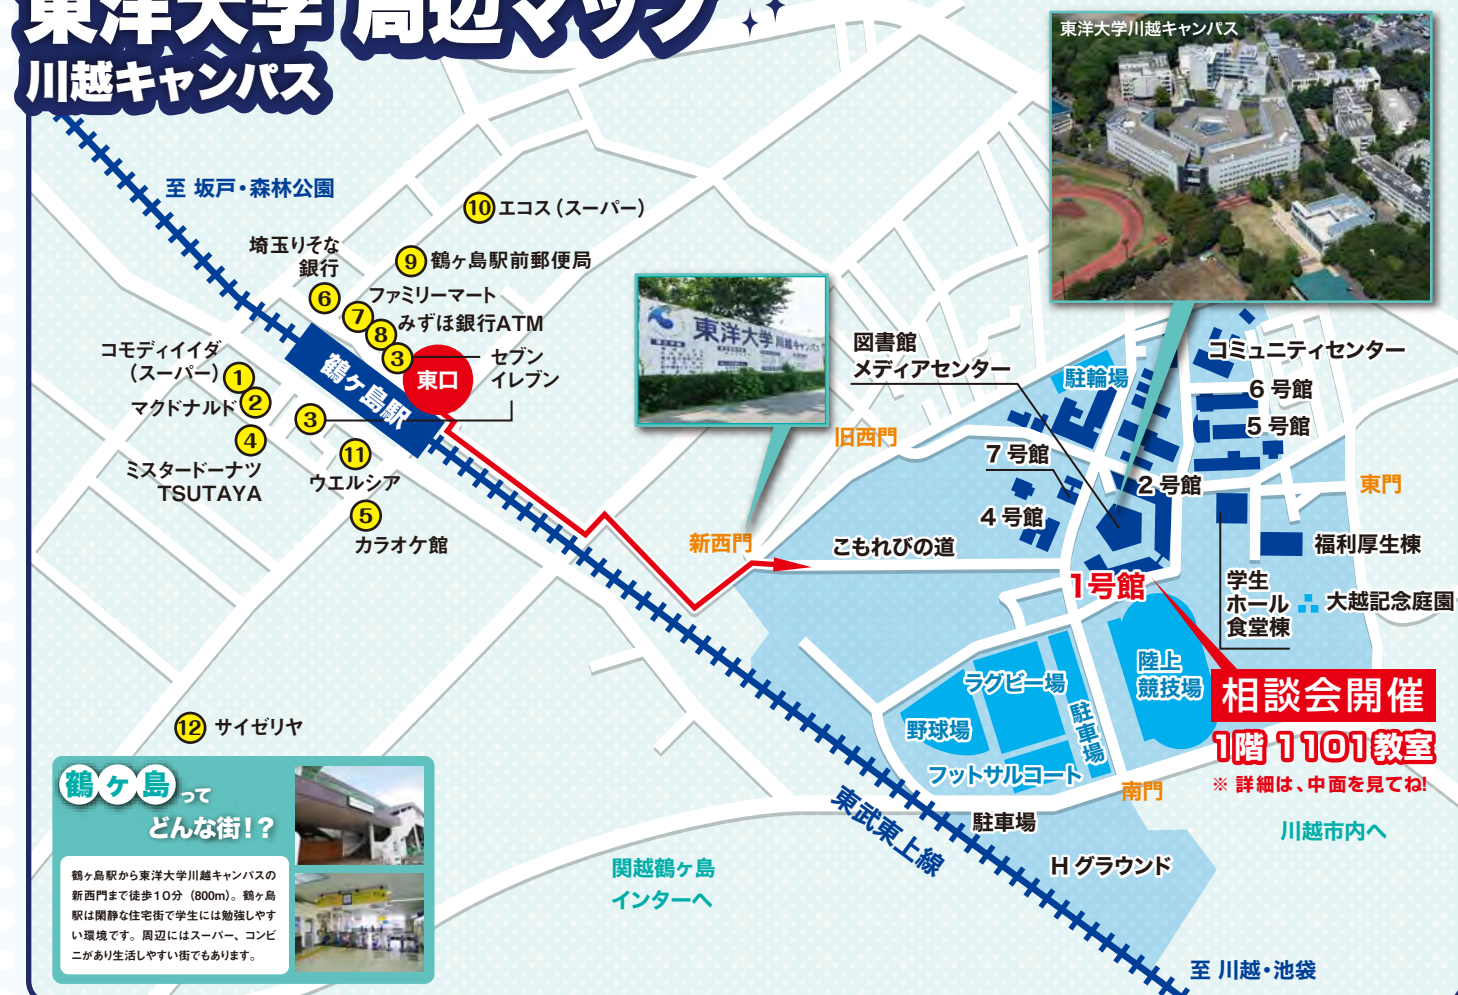 東洋大学 周辺マップ
川越キャンパス
東洋大学川越キャンパス
至 坂戸・森林公園
⑩ エコス（スーパー）
埼玉りそな
銀行
⑥
⑨ 鶴ヶ島駅前郵便局
⑦ ファミリーマート
⑧ みずほ銀行ATM
③
セブン
イレブン
東口
鶴ヶ島駅
コモディイイダ
（スーパー）
①
マクドナルド ②
③
④
ミスタードーナツ
TSUTAYA
⑪
ウエルシア
⑤
カラオケ館
東洋大学 川越キャンパス
図書館
メディアセンター
駐輪場
コミュニティセンター
6 号館
5 号館
旧西門
7 号館
2 号館
東門
4 号館
新西門
こもれびの道
福利厚生棟
1号館
学生
ホール
食堂棟
大越記念庭園
陸上
競技場
ラグビー場
駐車場
野球場
フットサルコート
相談会開催
1階 1101教室
※ 詳細は、中面を見てね!
南門
駐車場
川越市内へ
東武東上線
H グラウンド
関越鶴ヶ島
インターへ
至 川越・池袋
⑫ サイゼリヤ
鶴ヶ島って
どんな街!?
鶴ヶ島駅から東洋大学川越キャンパスの
新西門まで徒歩10分（800m）。鶴ヶ島
駅は閑静な住宅街で学生には勉強しやす
い環境です。周辺にはスーパー、コンビ
ニがあり生活しやすい街でもあります。